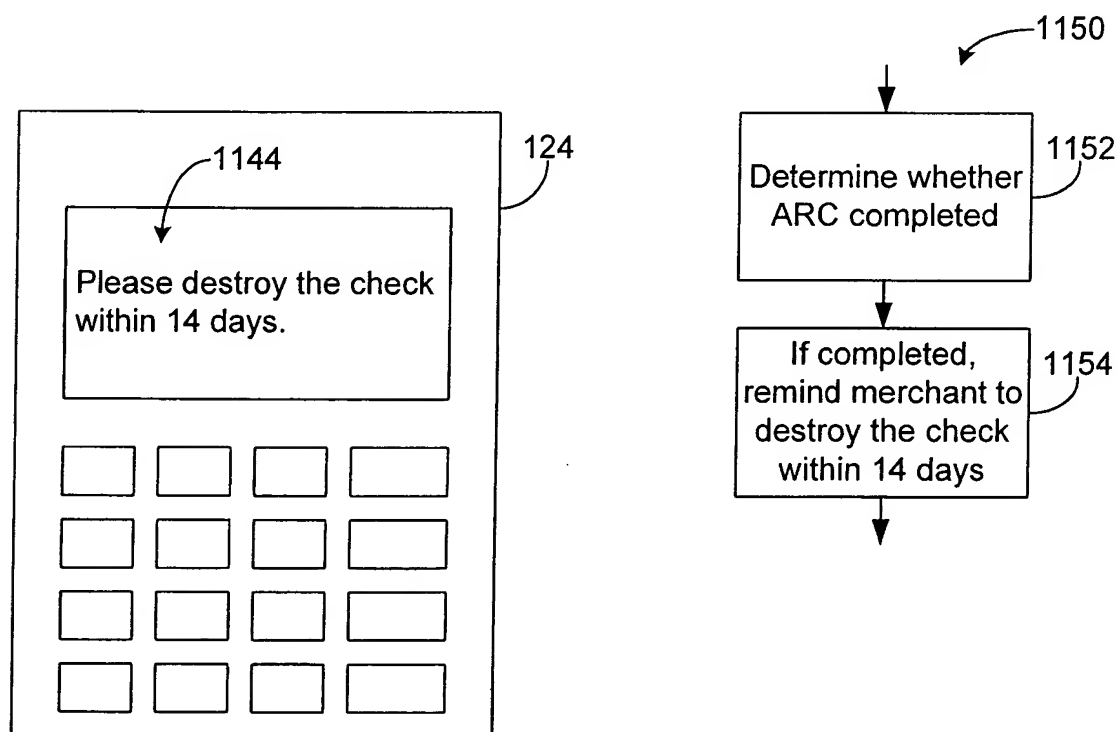 1150
1144
124
Please destroy the check
within 14 days.
1152
Determine whether
ARC completed
1154
If completed,
remind merchant to
destroy the check
within 14 days